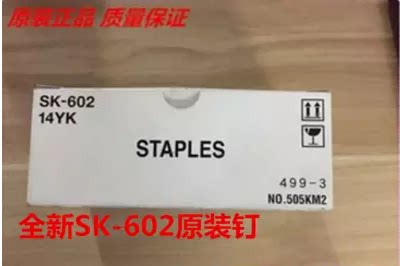 原装正品 质量保证
SK-602
14YK
STAPLES
499-3
NO.505KM2
全新SK-602原装钉